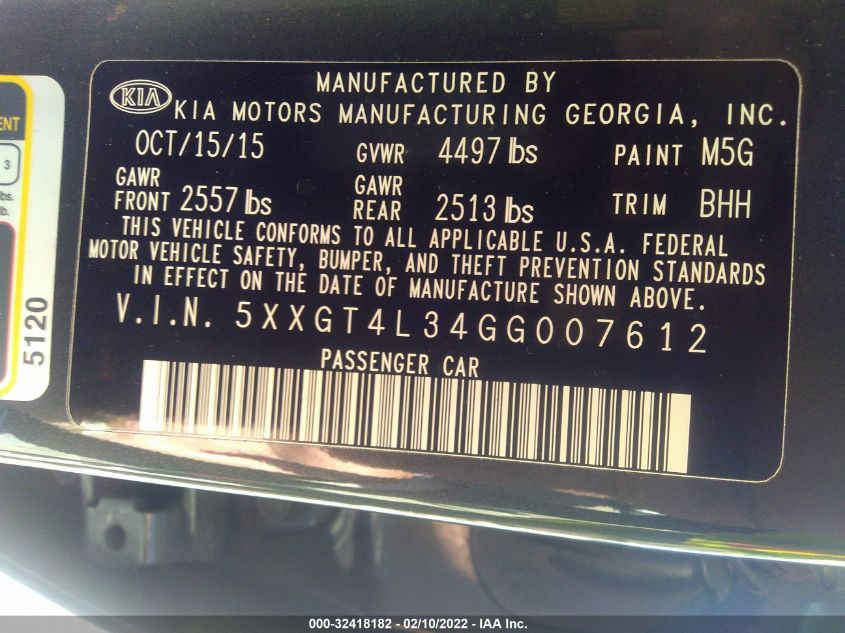 KIA
MANUFACTURED BY
KIA MOTORS MANUFACTURING GEORGIA, INC.
OCT/15/15 GVWR 4497 lbs PAINT M5G
GAWR FRONT 2557 lbs GAWR REAR 2513 lbs TRIM BHH
THIS VEHICLE CONFORMS TO ALL APPLICABLE U.S.A. FEDERAL
MOTOR VEHICLE SAFETY, BUMPER, AND THEFT PREVENTION STANDARDS
IN EFFECT ON THE DATE OF MANUFACTURE SHOWN ABOVE.
V.I.N. 5XXGT4L34GG007612
PASSENGER CAR
3
lbs.
lb.
5120
000-32418182 - 02/10/2022 - IAA Inc.